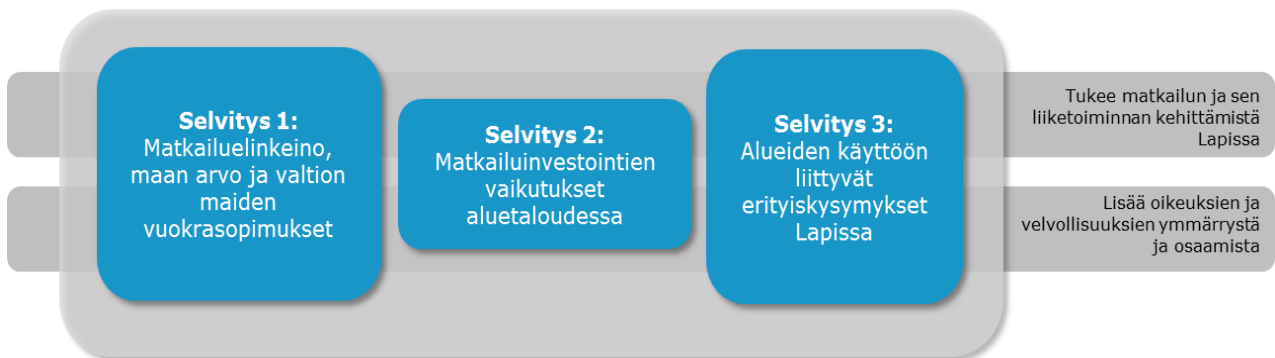 Selvitys 1:
Matkailuelinkeino,
maan arvo ja valtion
maiden
vuokrasopimukset
Selvitys 2:
Matkailuinvestointien
vaikutukset
aluetaloudessa
Selvitys 3:
Alueiden käyttöön
liittyvät
erityiskysymykset
Lapissa
Tukee matkailun ja sen
liiketoiminnan kehittämistä
Lapissa
Lisää oikeuksien ja
velvollisuuksien ymmärrystä
ja osaamista